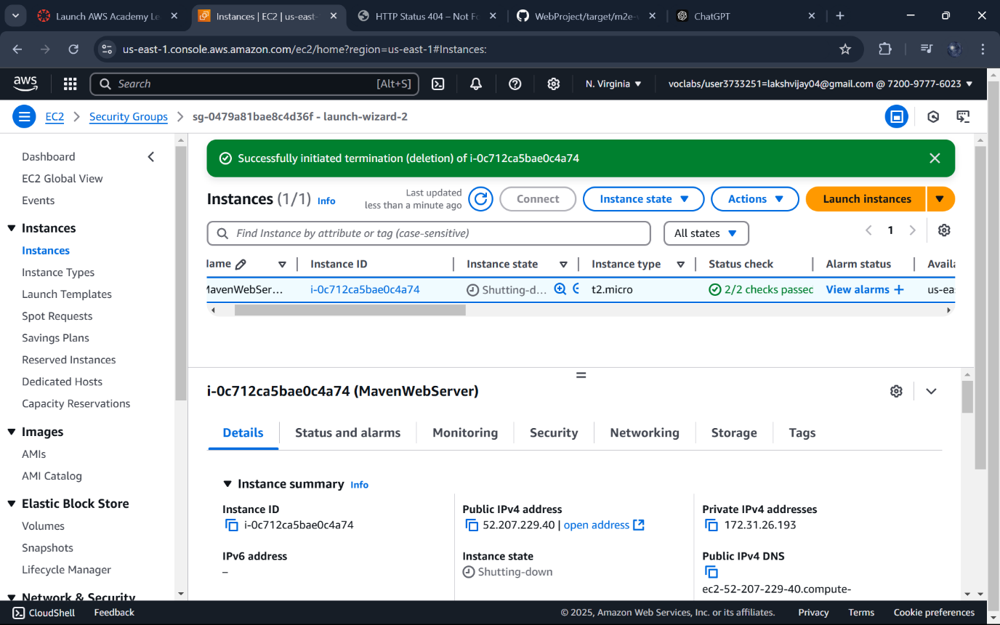 Launch AWS Academy Le
Instances | EC2 | us-east-
HTTP Status 404 – Not Fo
WebProject/target/m2e-
ChatGPT
us-east-1.console.aws.amazon.com/ec2/home?region=us-east-1#Instances:
aws
Search
[Alt+S]
N. Virginia
voclabs/user3733251=lakshvijay04@gmail.com @ 7200-9777-6023
EC2
Security Groups
sg-0479a81bae8c4d36f - launch-wizard-2
Dashboard
EC2 Global View
Events
Instances
Instances
Instance Types
Launch Templates
Spot Requests
Savings Plans
Reserved Instances
Dedicated Hosts
Capacity Reservations
Images
AMIs
AMI Catalog
Elastic Block Store
Volumes
Snapshots
Lifecycle Manager
Network & Security
Successfully initiated termination (deletion) of i-0c712ca5bae0c4a74
Instances (1/1) Info
Last updated
less than a minute ago
Connect
Instance state
Actions
Launch instances
Find Instance by attribute or tag (case-sensitive)
All states
1
Name
Instance ID
Instance state
Instance type
Status check
Alarm status
Availa
MavenWebSer...
i-0c712ca5bae0c4a74
Shutting-d...
t2.micro
2/2 checks passed
View alarms +
us-ea
i-0c712ca5bae0c4a74 (MavenWebServer)
Details
Status and alarms
Monitoring
Security
Networking
Storage
Tags
Instance summary Info
Instance ID
i-0c712ca5bae0c4a74
Public IPv4 address
52.207.229.40 | open address
Private IPv4 addresses
172.31.26.193
IPv6 address
–
Instance state
Shutting-down
Public IPv4 DNS
ec2-52-207-229-40.compute-
CloudShell
Feedback
© 2025, Amazon Web Services, Inc. or its affiliates.
Privacy
Terms
Cookie preferences